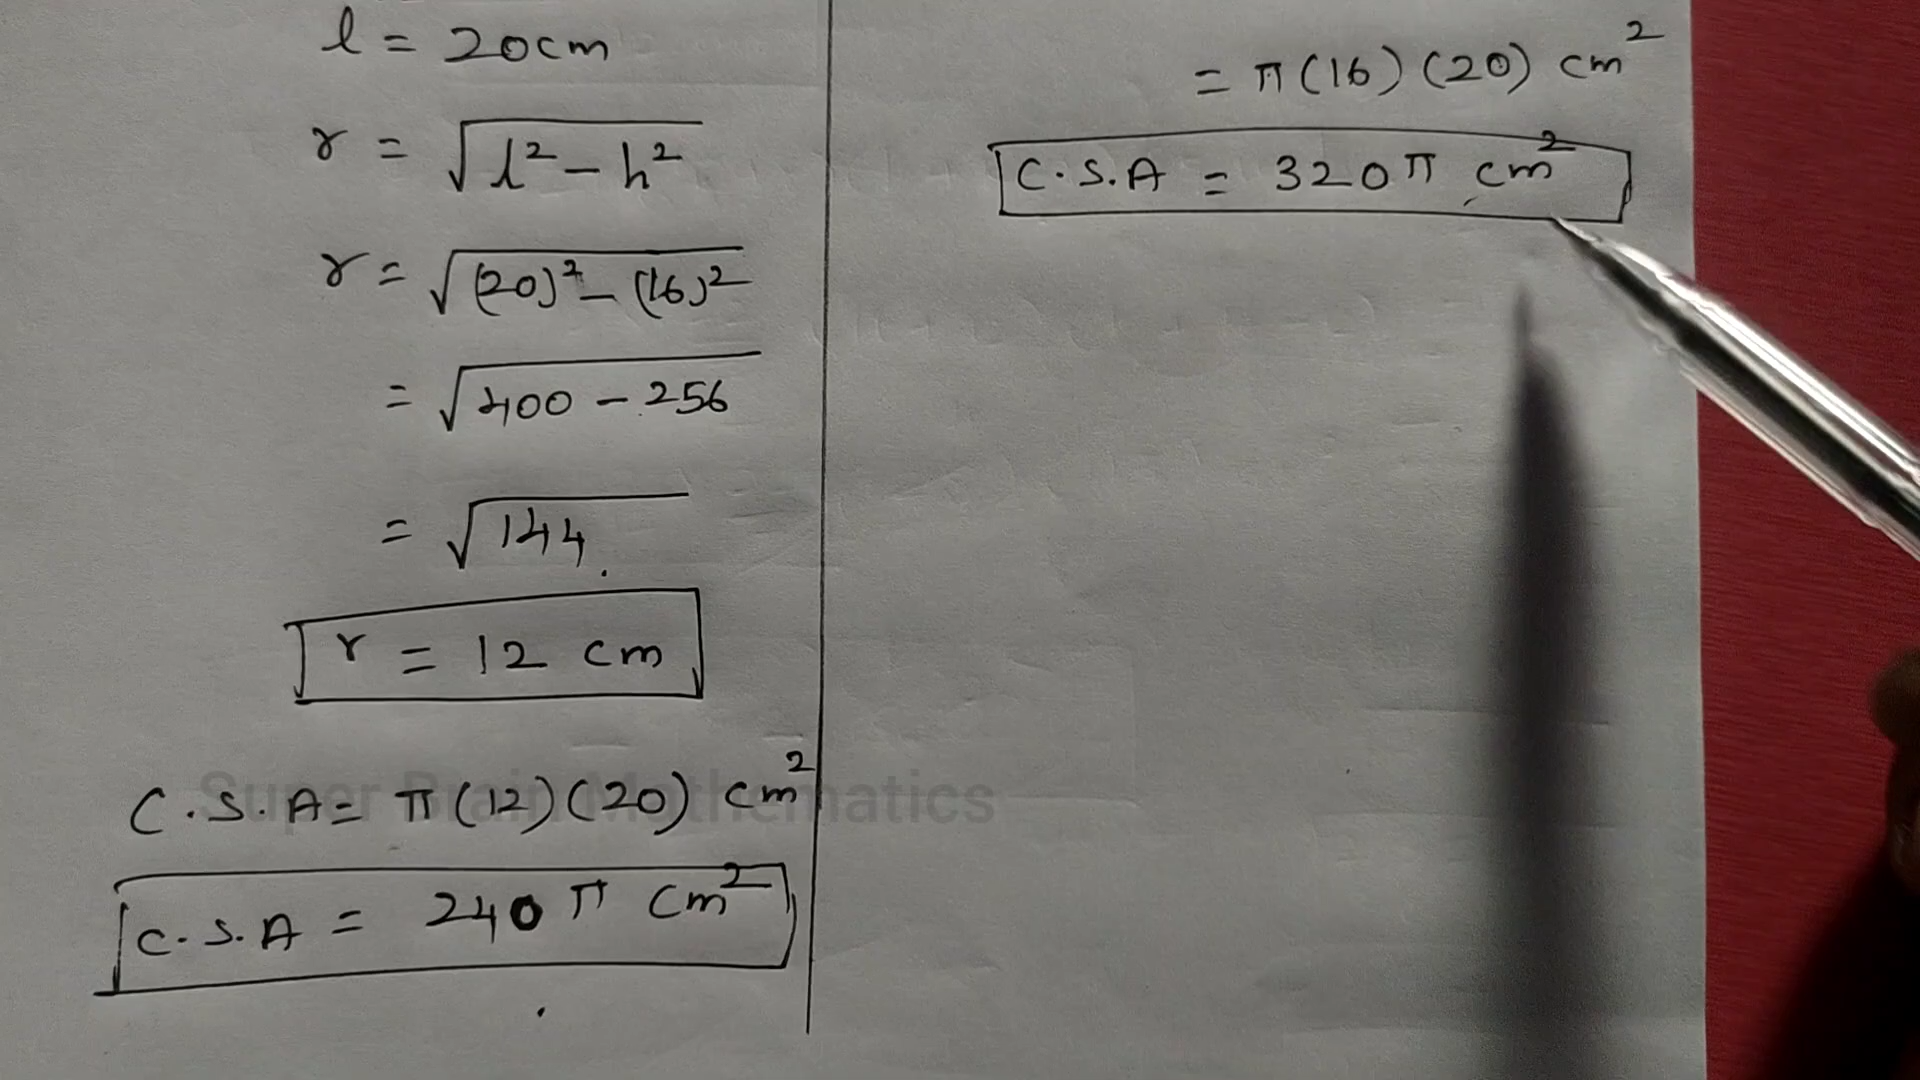 l = 20cm
r = √l² - h²
r = √(20)² - (16)²
= √400 - 256
= √144
r = 12 cm
C.S.A = π(12)(20) cm²
C.S.A = 240 π cm²
= π(16)(20) cm²
C.S.A = 320π cm²
Super Brain Mathematics